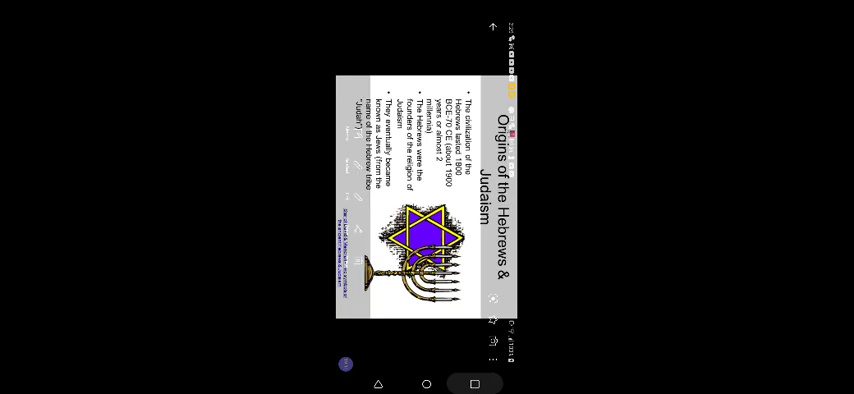 Origins of the Hebrews &
Judaism
• The civilization of the
Hebrews lasted 1800
BCE-70 CE (about 1900
years or almost 2
millennia)
• The Hebrews were the
founders of the religion of
Judaism
• They eventually became
known as Jews (from the
name of the Hebrew tribe
"Judah")